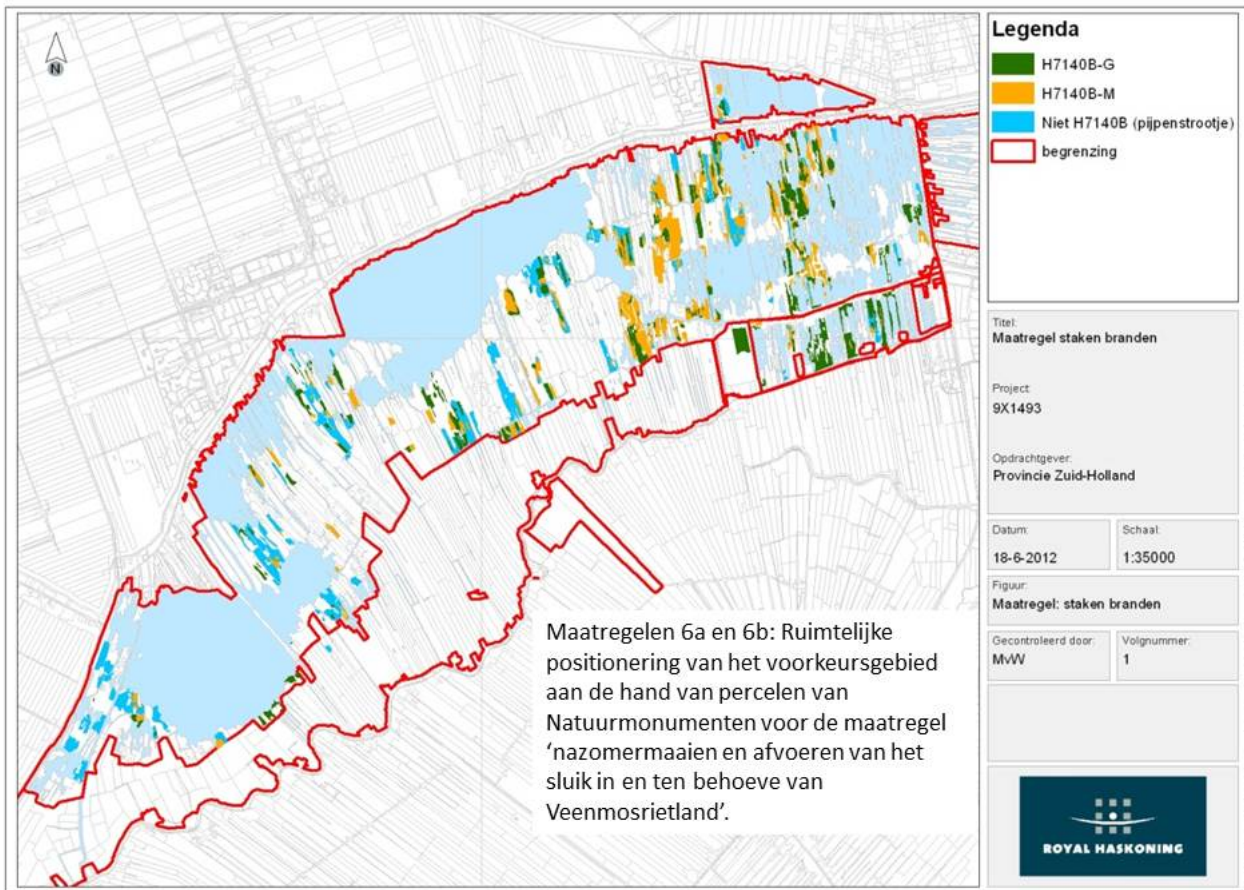 N
Legenda
H7140B-G
H7140B-M
Niet H7140B (pijpenstrootje)
begrenzing
Titel:
Maatregel staken branden
Project:
9X1493
Opdrachtgever:
Provincie Zuid-Holland
Datum:
18-6-2012
Schaal:
1:35000
Figuur:
Maatregel: staken branden
Gecontroleerd door:
MvW
Volgnummer:
1
ROYAL HASKONING
Maatregelen 6a en 6b: Ruimtelijke
positionering van het voorkeursgebied
aan de hand van percelen van
Natuurmonumenten voor de maatregel
‘nazomermaaien en afvoeren van het
sluik in en ten behoeve van
Veenmosrietland’.